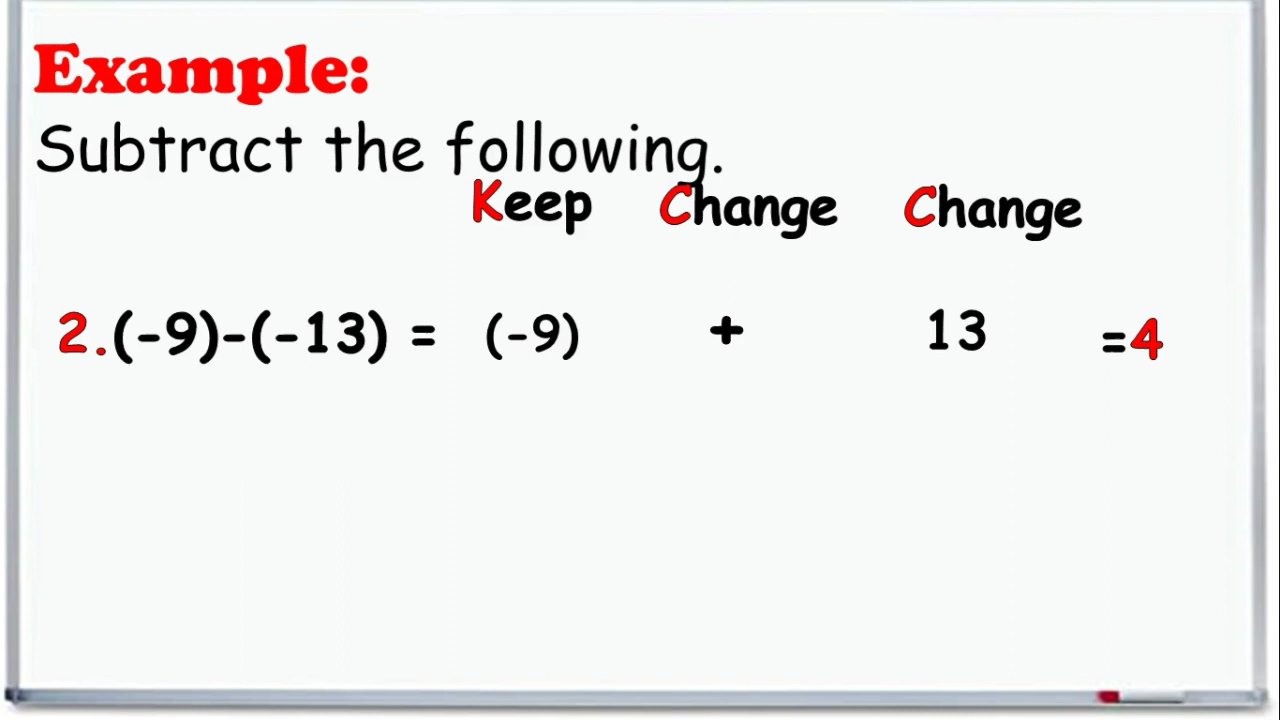 Example:
Subtract the following.
Keep Change Change
2.(-9)-(-13) = (-9) + 13 =4